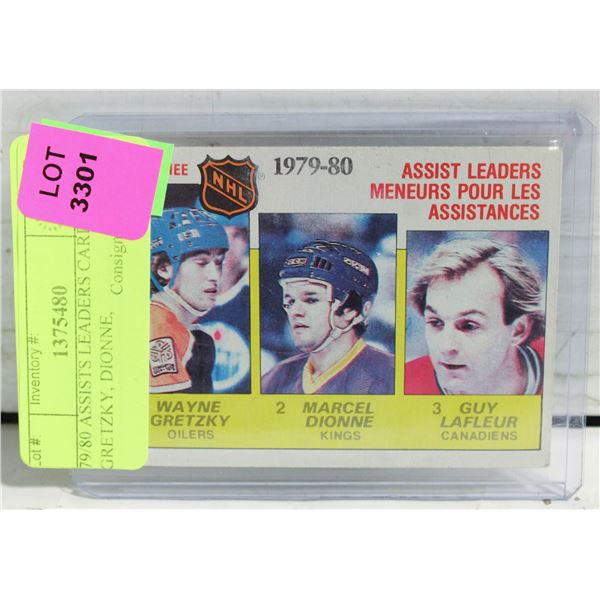 LOT
3301
Lot #:
Inventory #:
1375480
79/80 ASSISTS LEADERS CARD
GRETZKY, DIONNE,
Consign
NHL
®
1979-80
ASSIST LEADERS
MENEURS POUR LES
ASSISTANCES
WAYNE
GRETZKY
OILERS
2 MARCEL
DIONNE
KINGS
3 GUY
LAFLEUR
CANADIENS